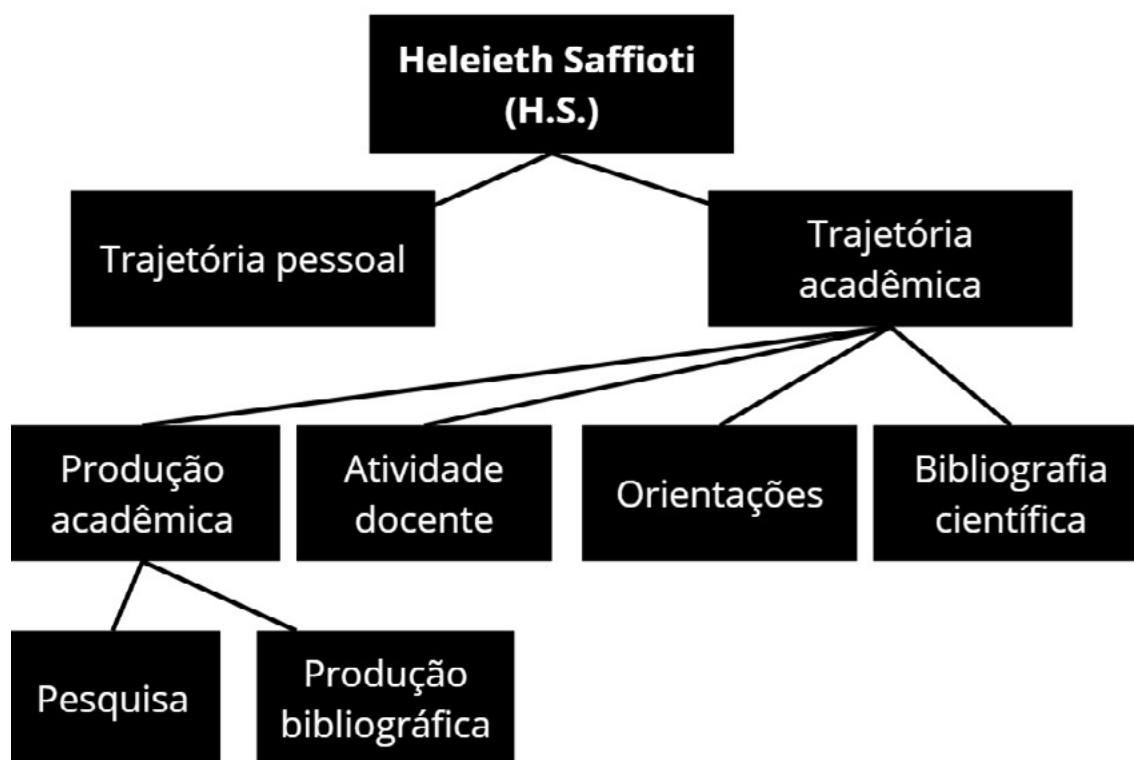 Heleieth Saffioti
(H.S.)
Trajetória pessoal
Trajetória
acadêmica
Produção
acadêmica
Atividade
docente
Orientações
Bibliografia
científica
Pesquisa
Produção
bibliográfica